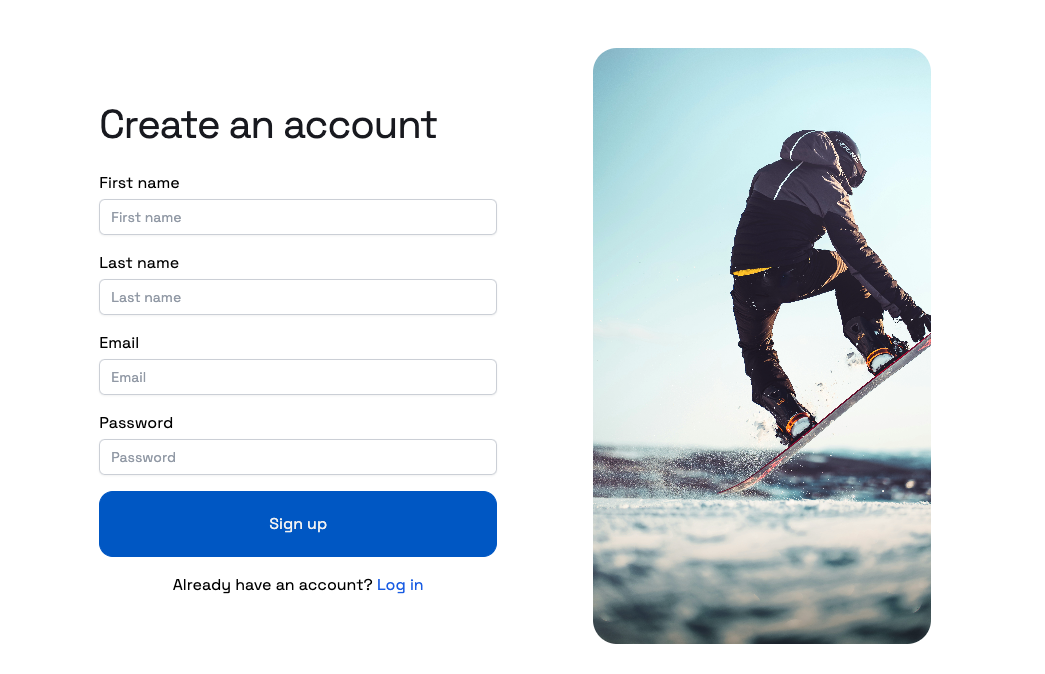 Create an account
First name
First name
Last name
Last name
Email
Email
Password
Password
Sign up
Already have an account? Log in